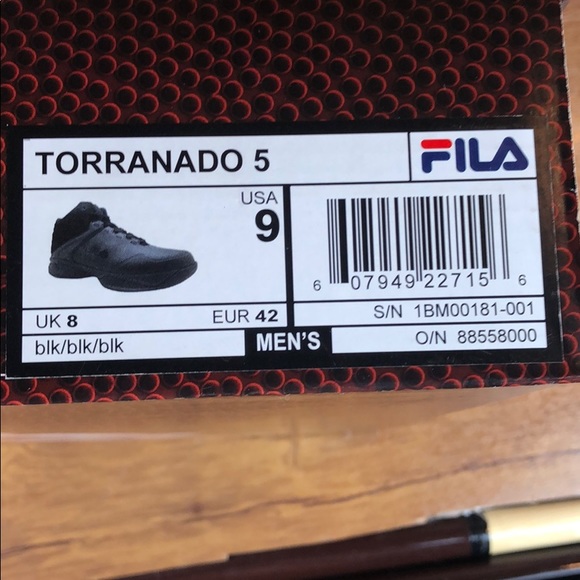 TORRANADO 5
FILA
USA
9
UK 8
EUR 42
blk/blk/blk
MEN'S
6 07949 22715 6
S/N 1BM00181-001
O/N 88558000